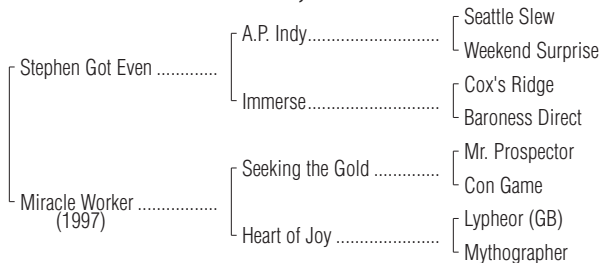 Seattle Slew
A.P. Indy..............................
Weekend Surprise
Stephen Got Even .............
Cox's Ridge
Immerse..............................
Baroness Direct
Mr. Prospector
Seeking the Gold ...............
Con Game
Miracle Worker .................
(1997)
Lypheor (GB)
Heart of Joy .......................
Mythographer